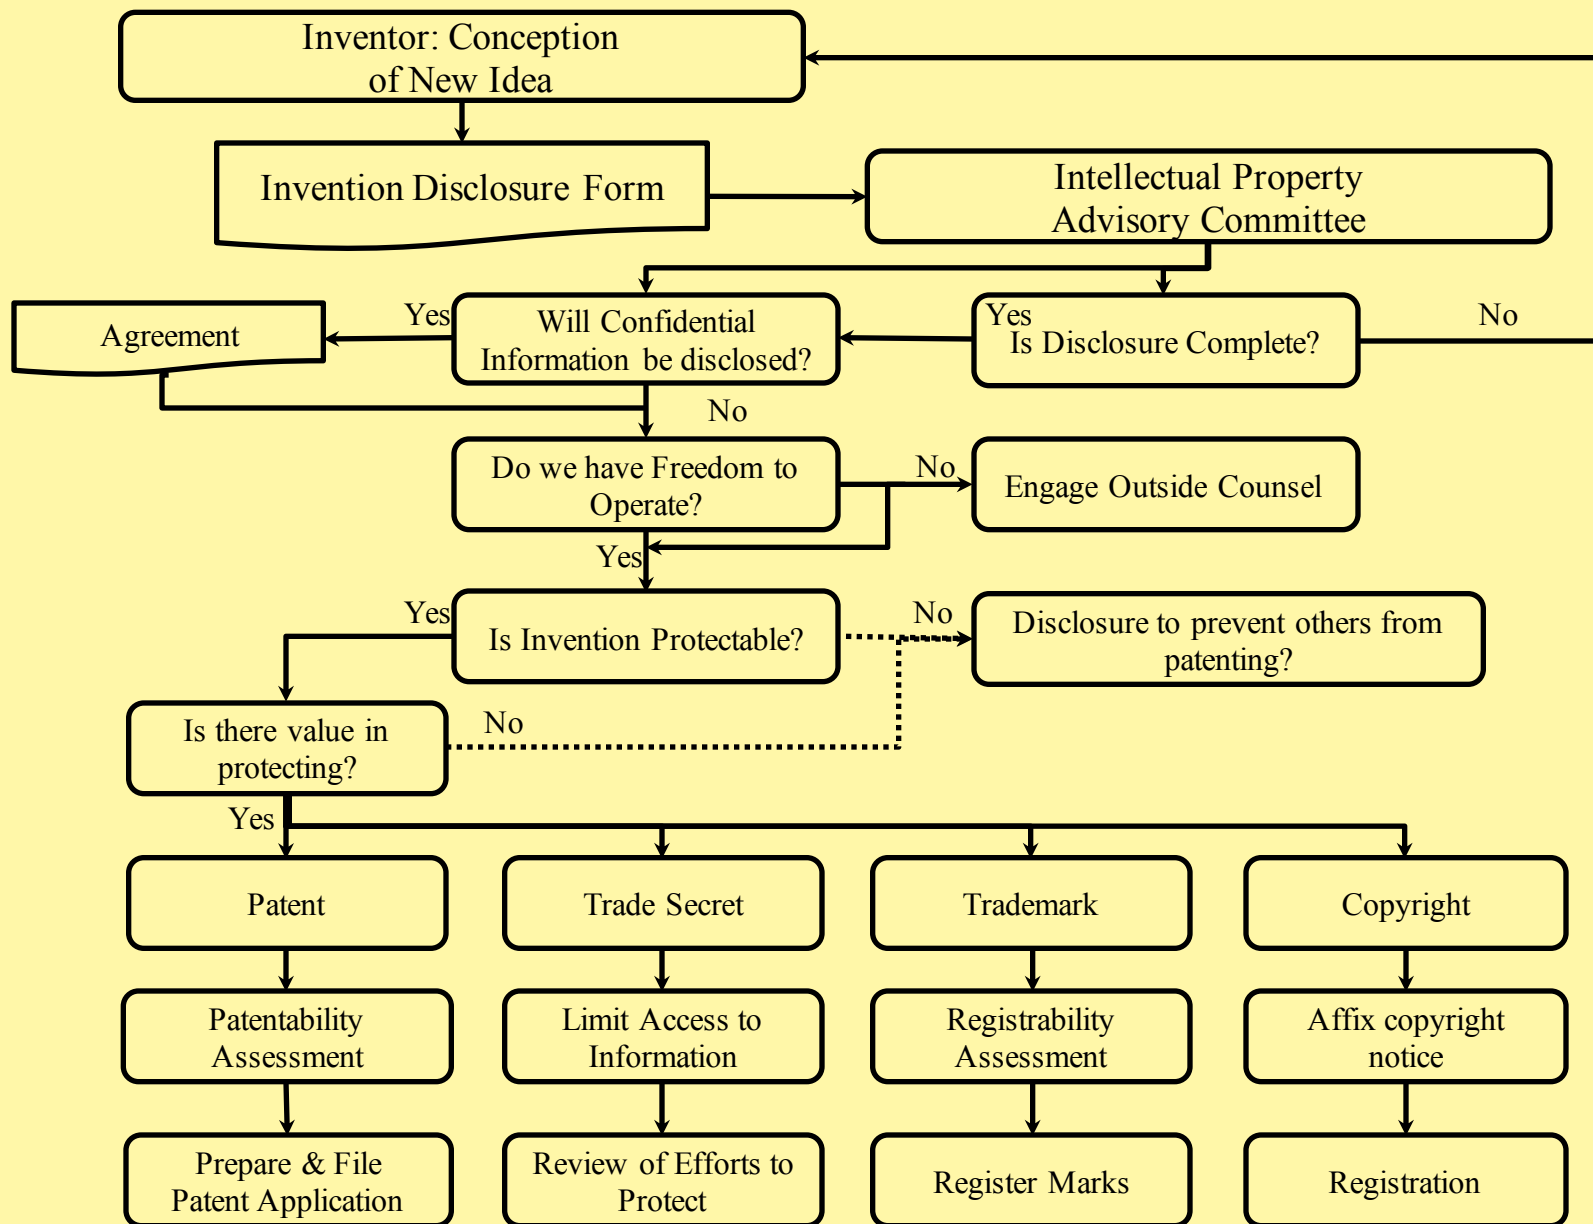 Inventor: Conception
of New Idea
Invention Disclosure Form
Intellectual Property
Advisory Committee
Agreement
Yes
Will Confidential
Information be disclosed?
Yes
Is Disclosure Complete?
No
No
Do we have Freedom to
Operate?
No
Engage Outside Counsel
Yes
Yes
Is Invention Protectable?
No
Disclosure to prevent others from
patenting?
Is there value in
protecting?
No
Yes
Patent
Trade Secret
Trademark
Copyright
Patentability
Assessment
Limit Access to
Information
Registrability
Assessment
Affix copyright
notice
Prepare & File
Patent Application
Review of Efforts to
Protect
Register Marks
Registration